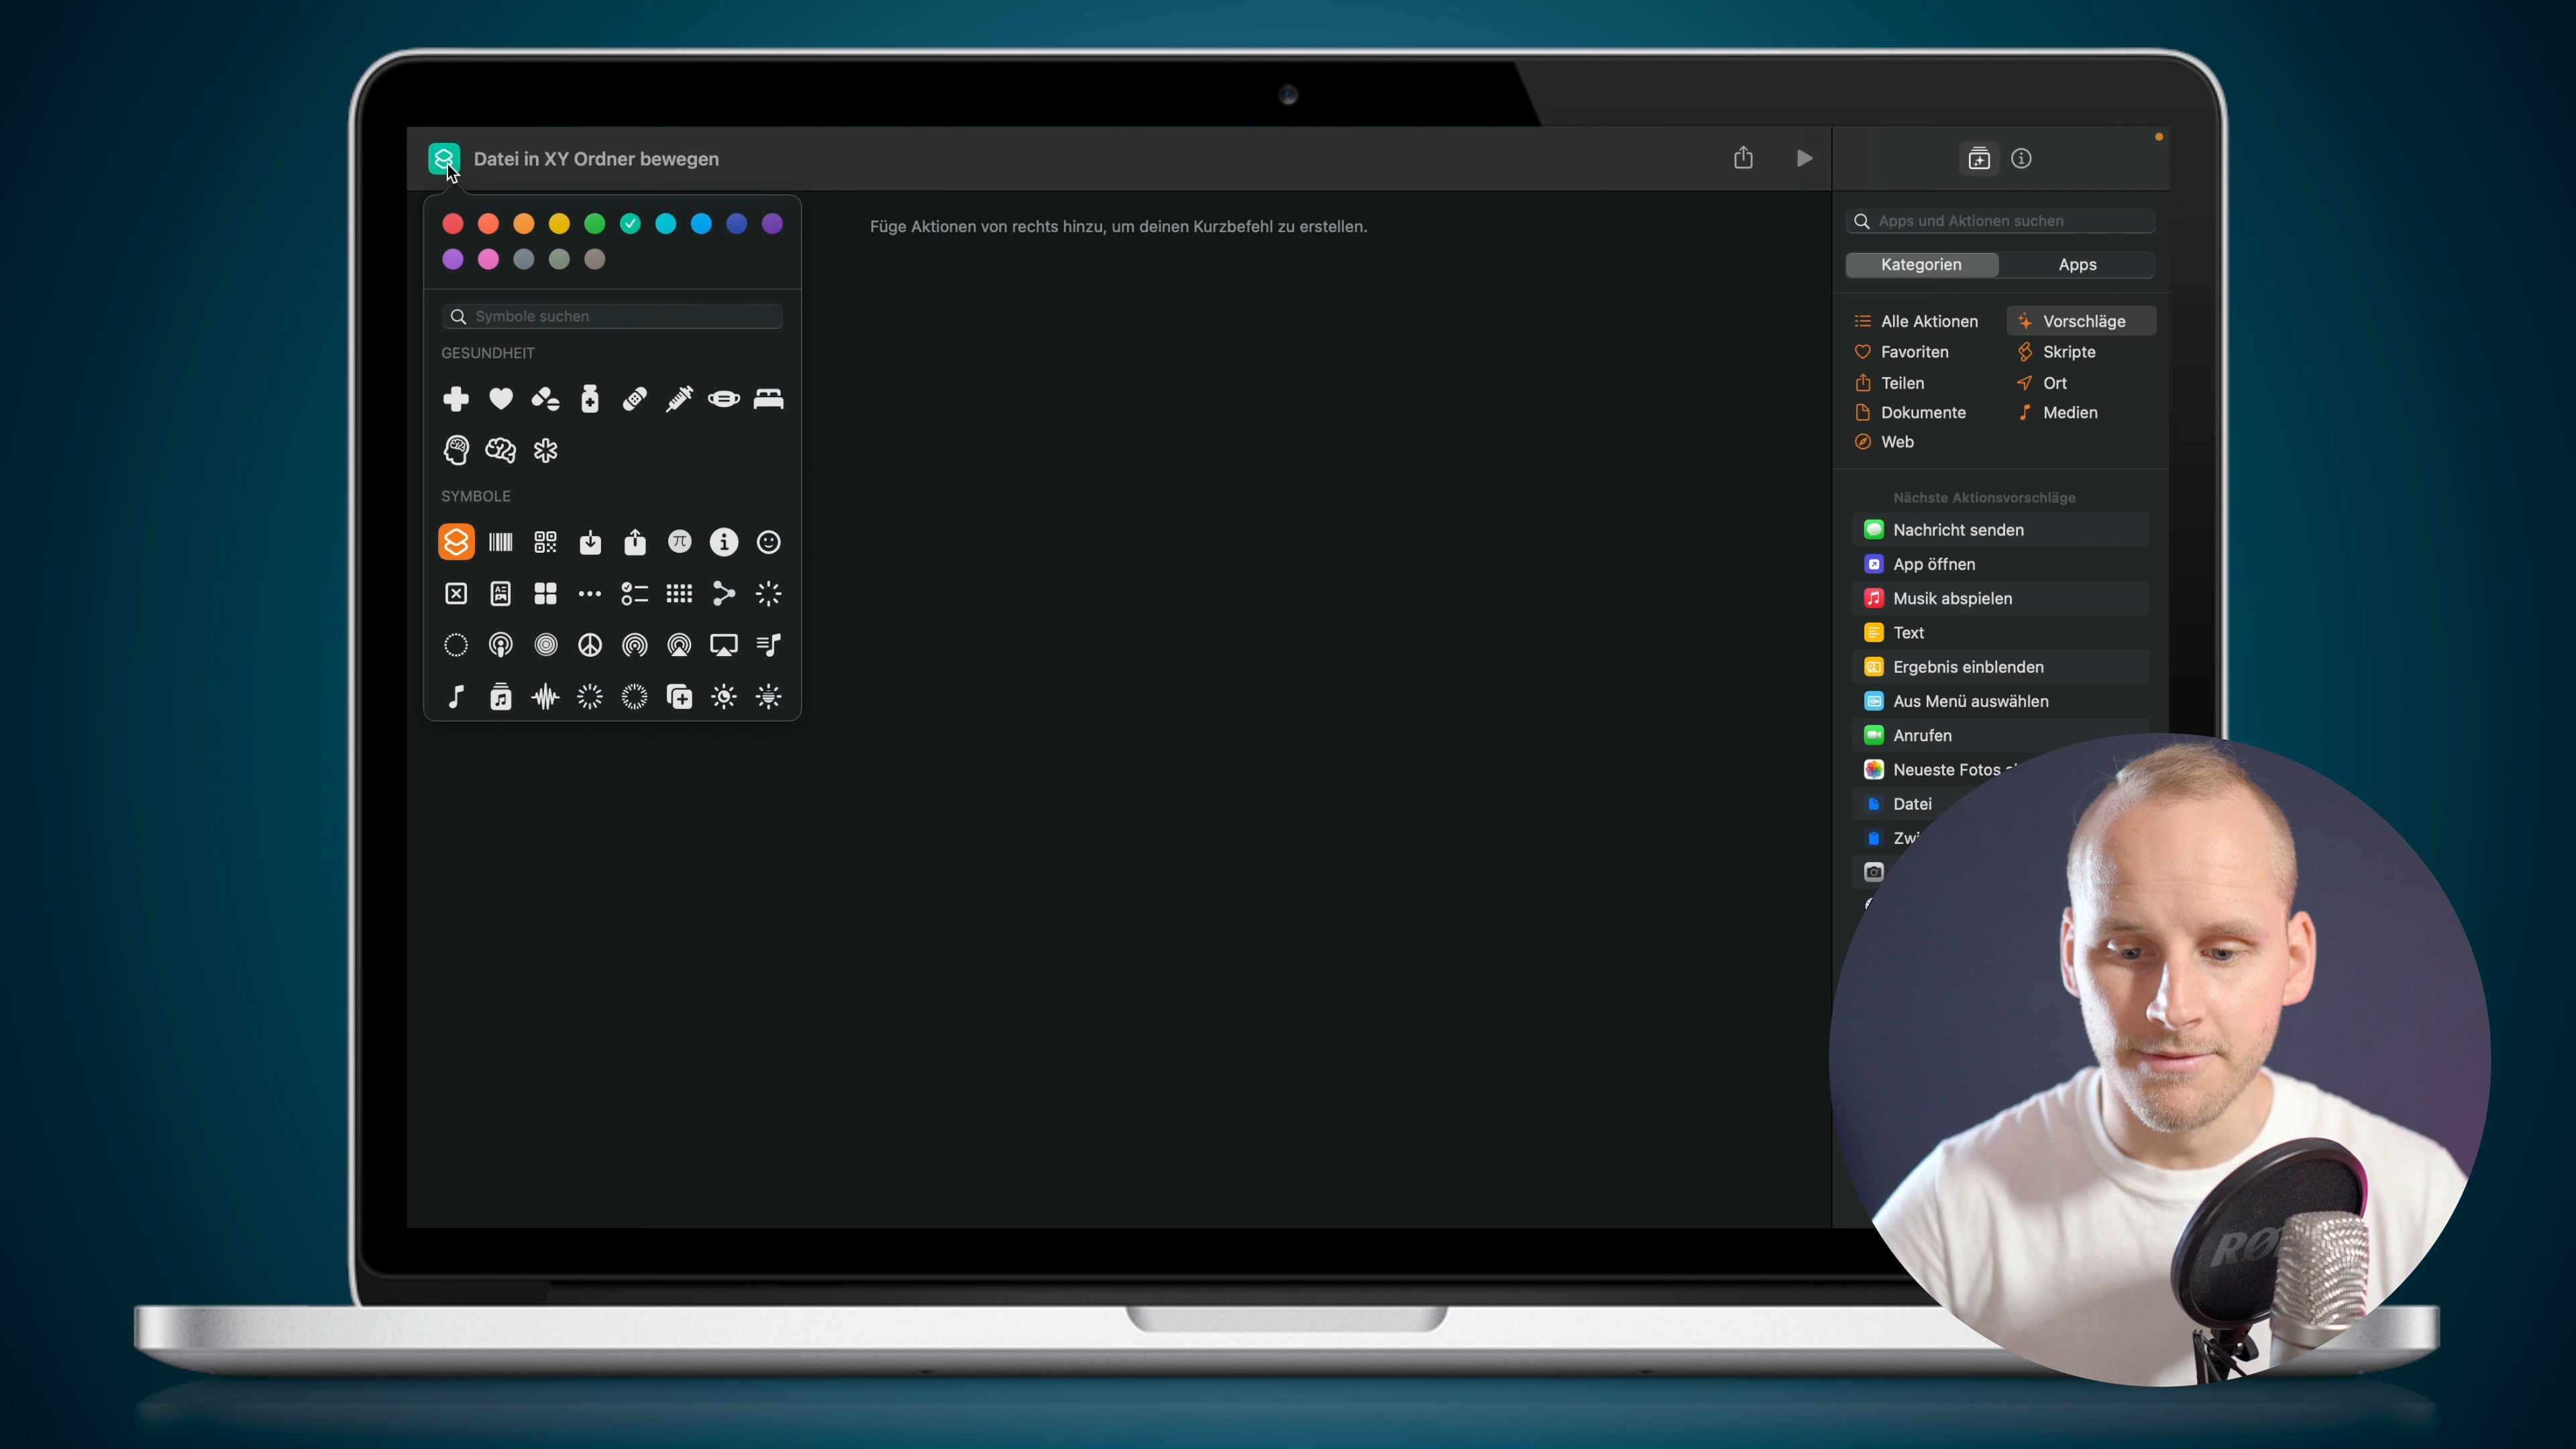 Datei in XY Ordner bewegen
Füge Aktionen von rechts hinzu, um deinen Kurzbefehl zu erstellen.
Symbole suchen
GESUNDHEIT
SYMBOLE
Apps und Aktionen suchen
Kategorien
Apps
Alle Aktionen
Vorschläge
Favoriten
Skripte
Teilen
Ort
Dokumente
Medien
Web
Nächste Aktionsvorschläge
Nachricht senden
App öffnen
Musik abspielen
Text
Ergebnis einblenden
Aus Menü auswählen
Anrufen
Neueste Fotos
Datei